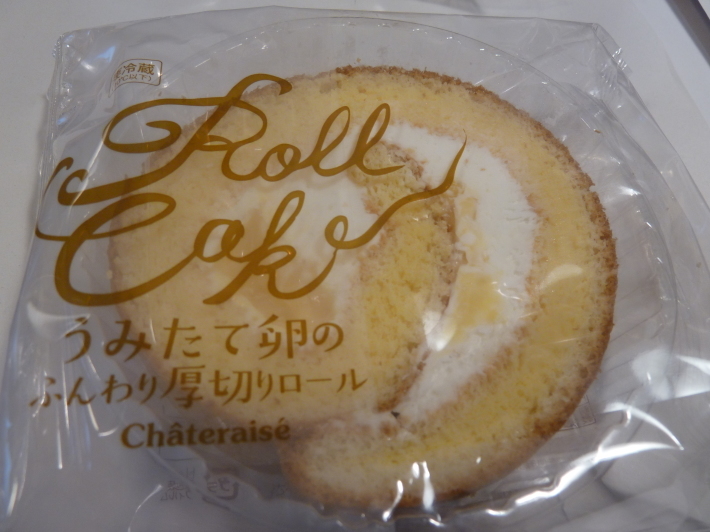 Roll
Cake
うみたて卵の
ふんわり厚切りロール
Châteraisé